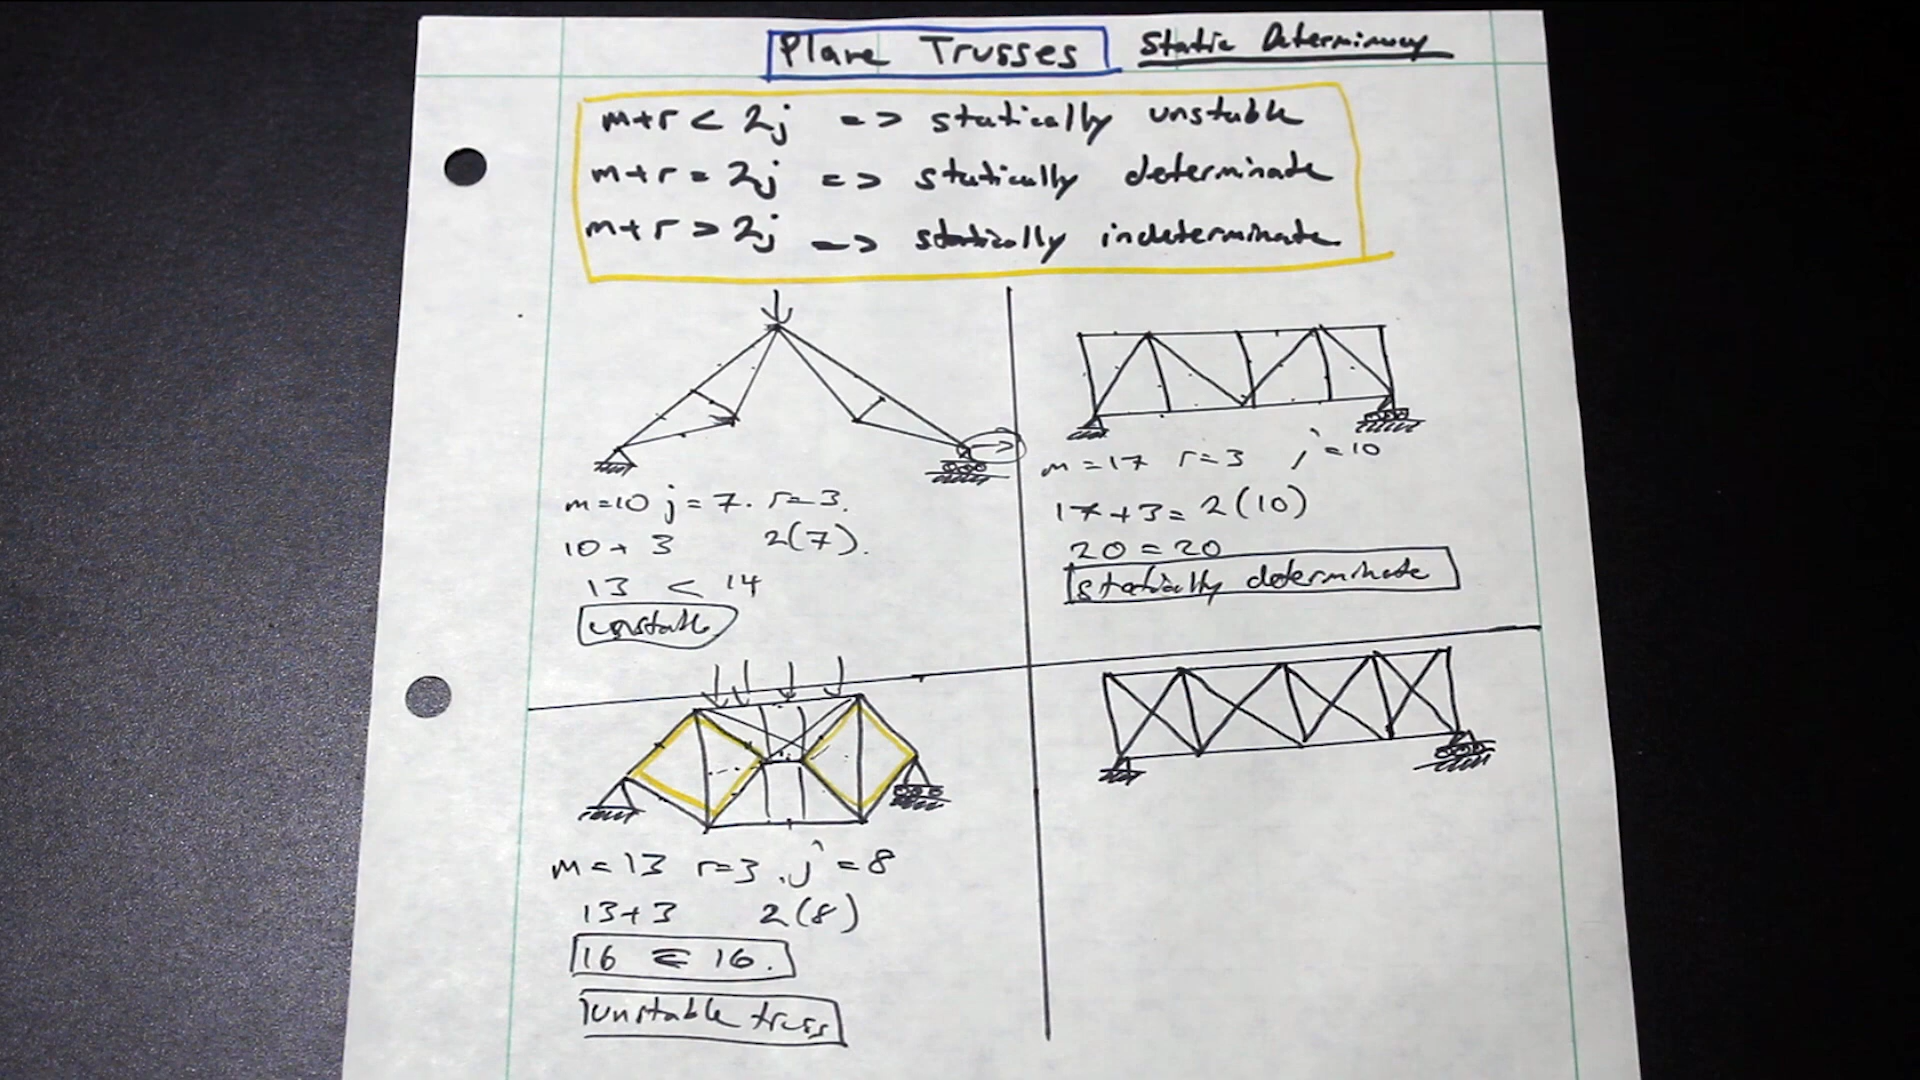 Plane Trusses Static Determinacy
m+r < 2j => statically unstable
m+r = 2j => statically determinate
m+r > 2j => statically indeterminate
m=10 j=7. r=3.
10+3 2(7).
13 < 14
unstable
m=17 r=3 j=10
17+3=2(10)
20=20
statically determinate
m=13 r=3, j=8
13+3 2(8)
16 = 16.
unstable truss